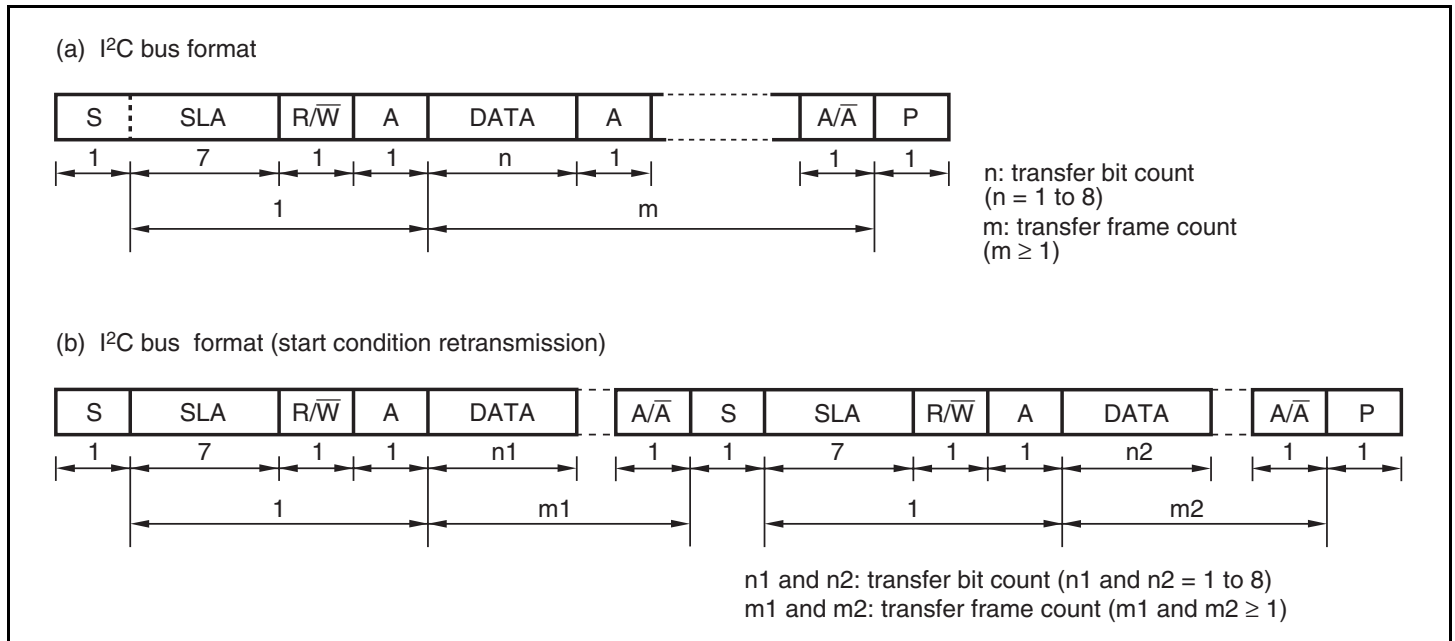 (a) I²C bus format
S SLA R/W̅ A DATA A A/A̅ P
1 7 1 1 n 1 1 1
1 m
n: transfer bit count
(n = 1 to 8)
m: transfer frame count
(m ≥ 1)
(b) I²C bus format (start condition retransmission)
S SLA R/W̅ A DATA A/A̅ S SLA R/W̅ A DATA A/A̅ P
1 7 1 1 n1 1 1 7 1 1 n2 1 1
1 m1 1 m2
n1 and n2: transfer bit count (n1 and n2 = 1 to 8)
m1 and m2: transfer frame count (m1 and m2 ≥ 1)